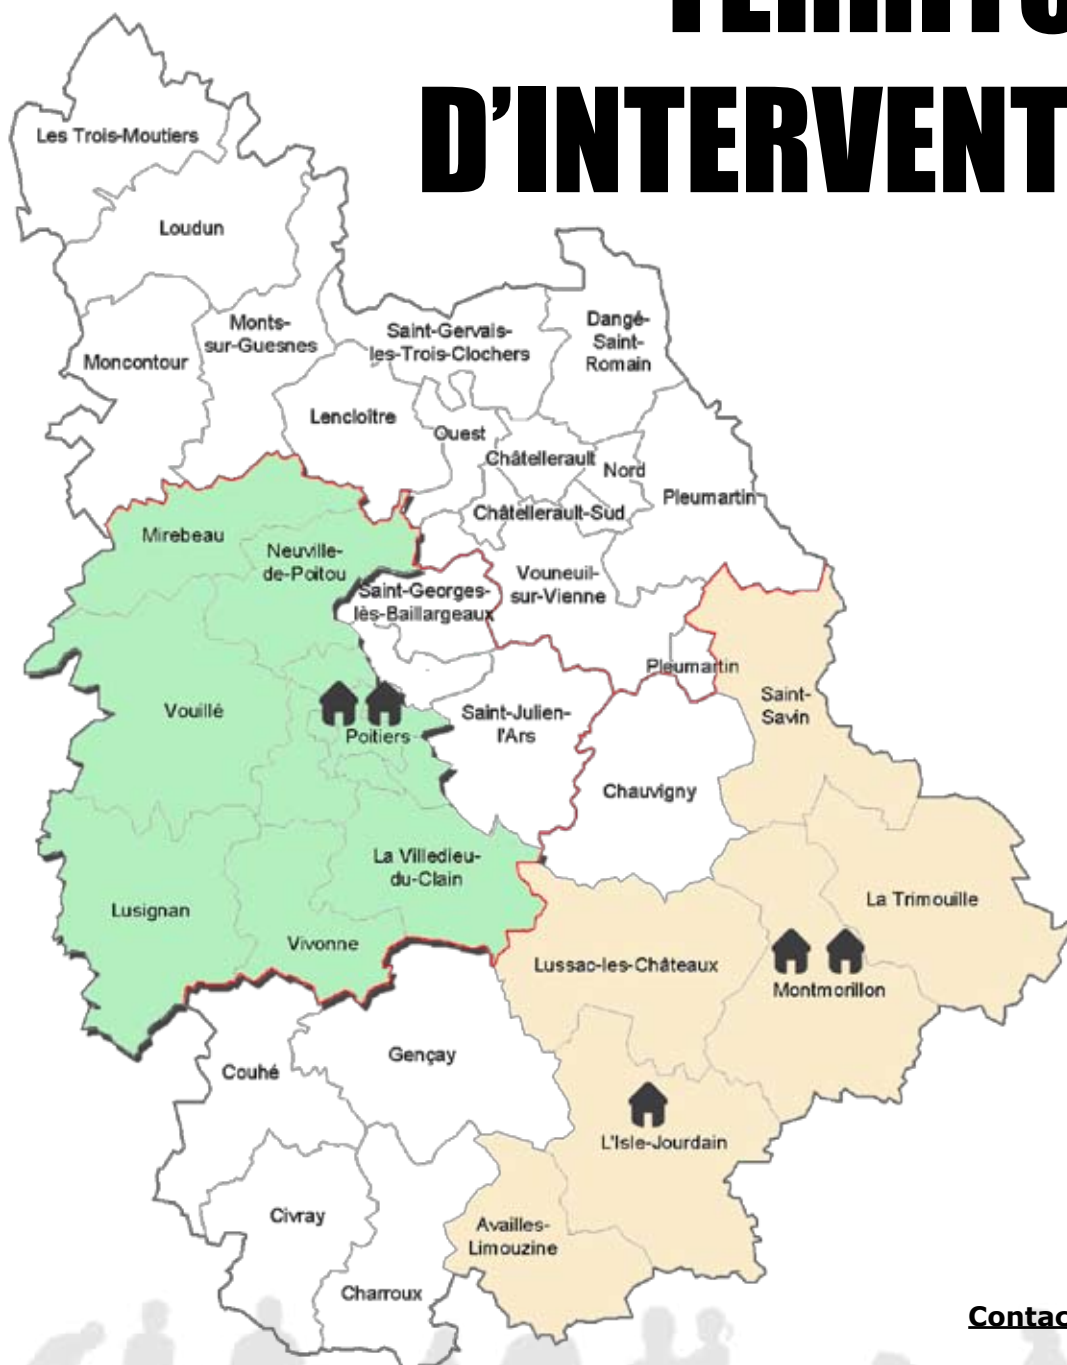 D'INTERVENT
Les Trois-Moutiers
Loudun
Monts-
sur-Guesnes
Moncontour
Saint-Gervais-
les-Trois-Clochers
Dangé-
Saint-
Romain
Lencloître
Ouest
Châtellerault
Nord
Pleumartin
Châtellerault-Sud
Mirebeau
Neuville-
de-Poitou
Saint-Georges-
lès-Baillargeaux
Vouneuil-
sur-Vienne
Pleumartin
Saint-
Savin
Vouillé
Poitiers
Saint-Julien-
l'Ars
Chauvigny
La Villedieu-
du-Clain
La Trimouille
Lusignan
Vivonne
Lussac-les-Châteaux
Montmorillon
Gençay
Couhé
L'Isle-Jourdain
Civray
Availles-
Limouzine
Charroux
Contac